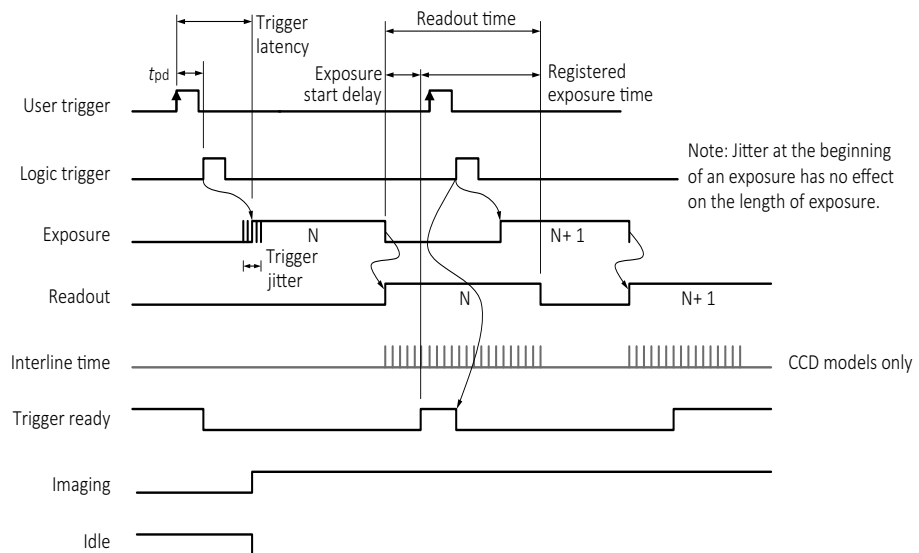 Trigger
latency
Readout time
tpd
Exposure
start delay
Registered
exposure time
User trigger
Logic trigger
Note: Jitter at the beginning
of an exposure has no effect
on the length of exposure.
Exposure
N
N+ 1
Trigger
jitter
Readout
N
N+ 1
Interline time
CCD models only
Trigger ready
Imaging
Idle